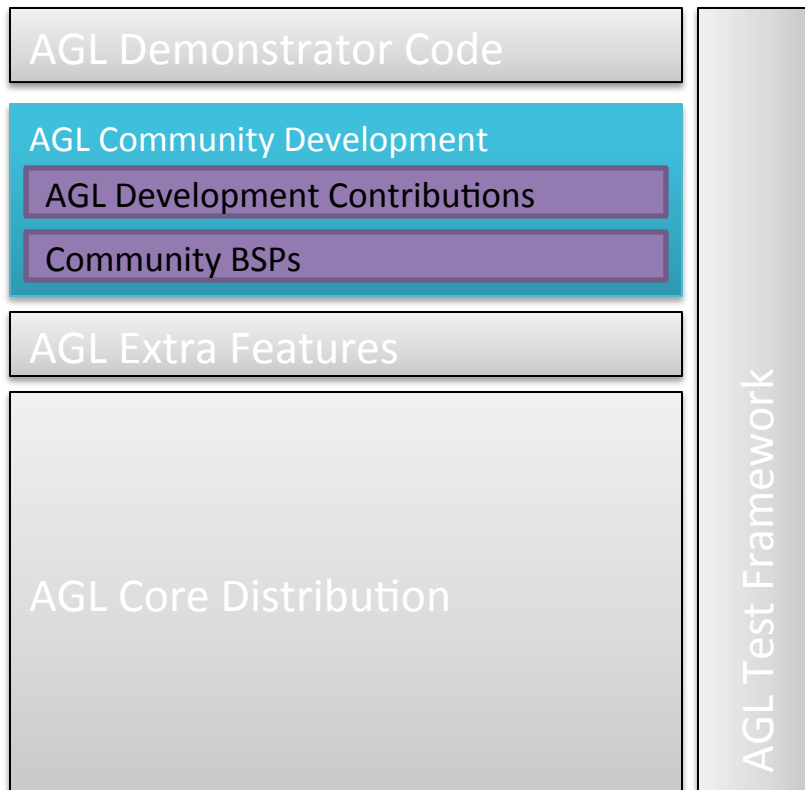 AGL Demonstrator Code
AGL Community Development
AGL Development Contributions
Community BSPs
AGL Extra Features
AGL Core Distribution
AGL Test Framework